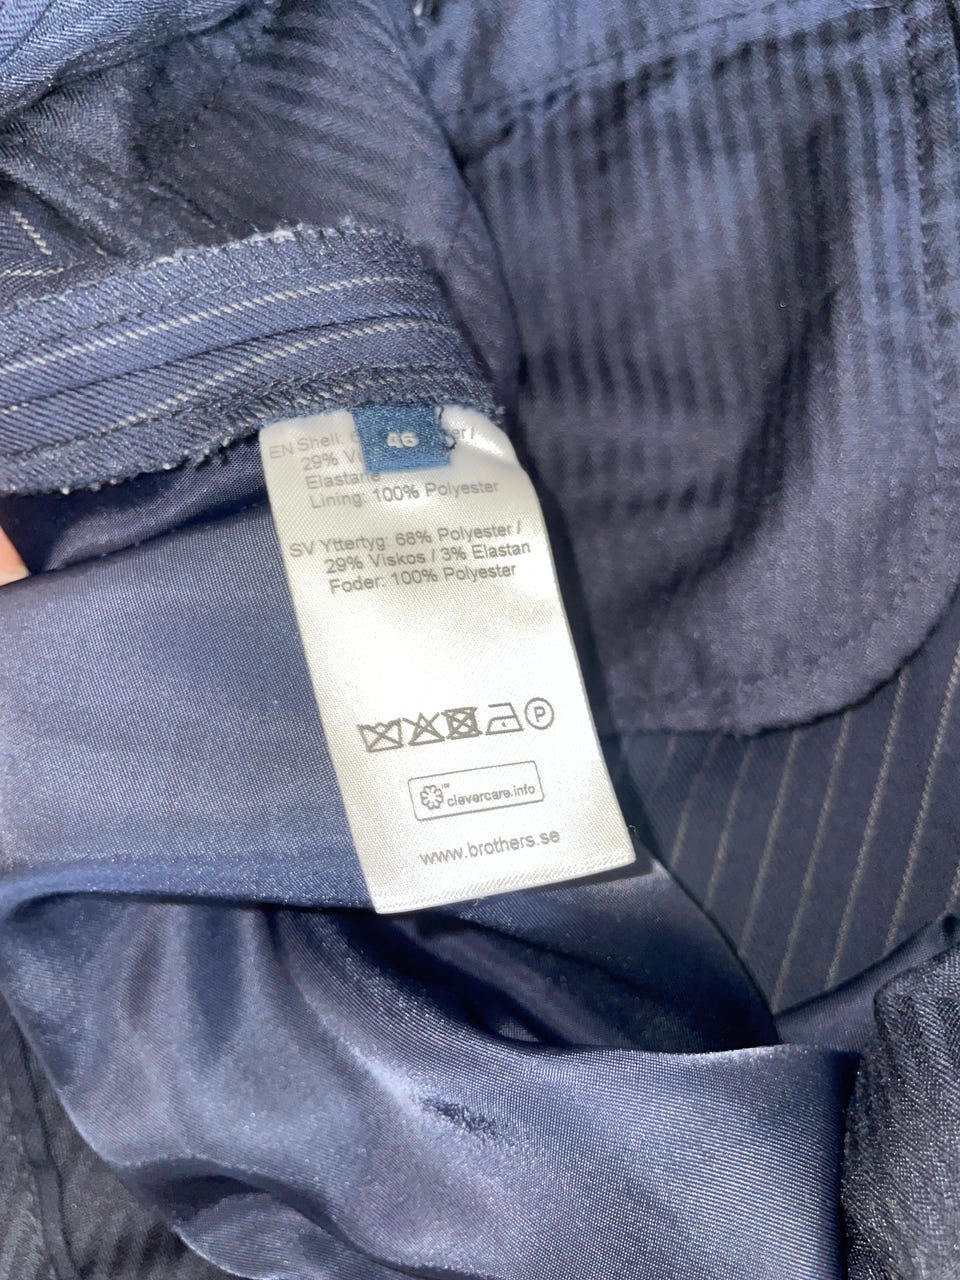 46
EN Shell:
29%
Elastane
Lining: 100% Polyester
SV Yttertyg: 68% Polyester /
29% Viskos / 3% Elastan
Foder: 100% Polyester
P
clevercare.info
www.brothers.se